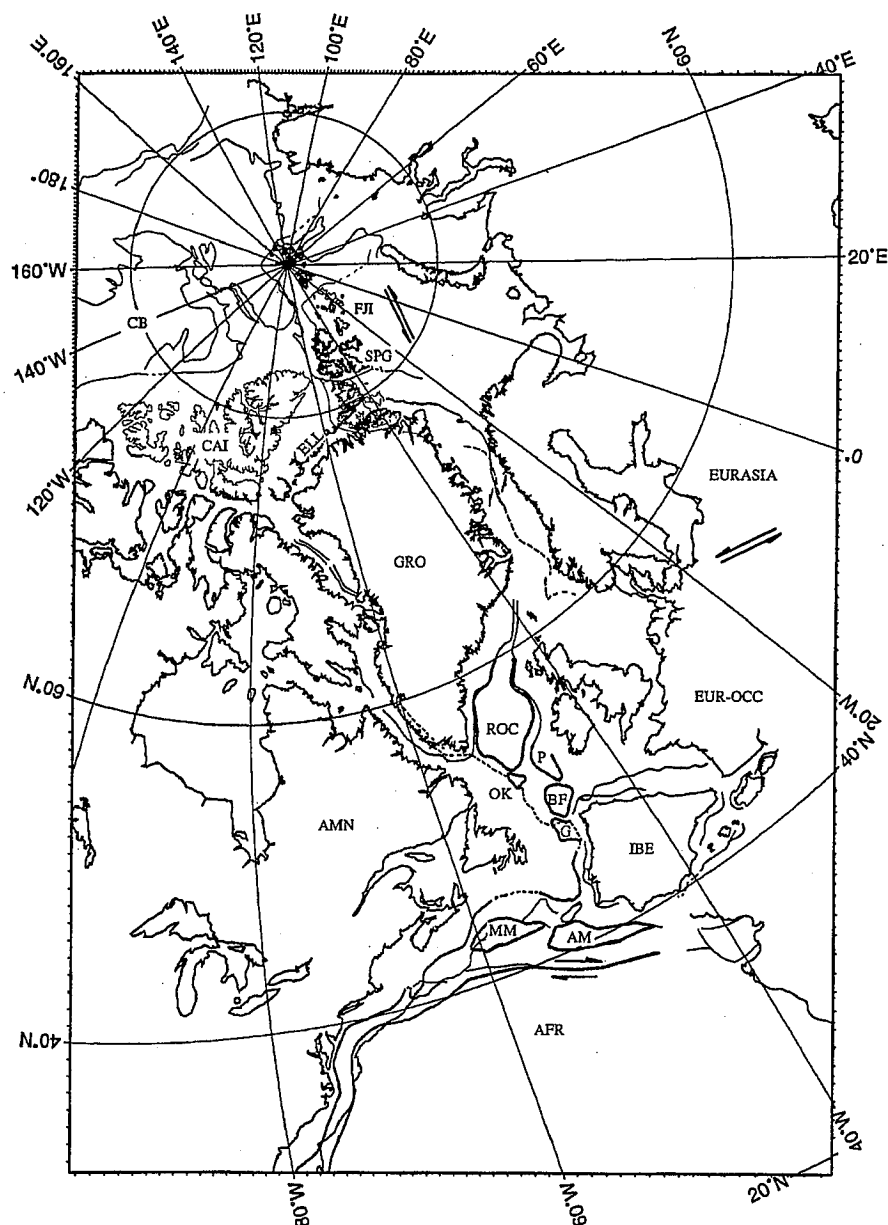 160°E
140°E
120°E
100°E
80°E
60°E
60°N
40°E
180°
20°E
160°W
FJI
CB
SPG
140°W
CAI
ELL
0°
120°W
EURASIA
GRO
60°N
EUR-OCC
20°W
ROC
40°N
P
OK
BF
AMN
G
IBE
MM
AM
AFR
40°N
40°W
80°W
60°W
20°N